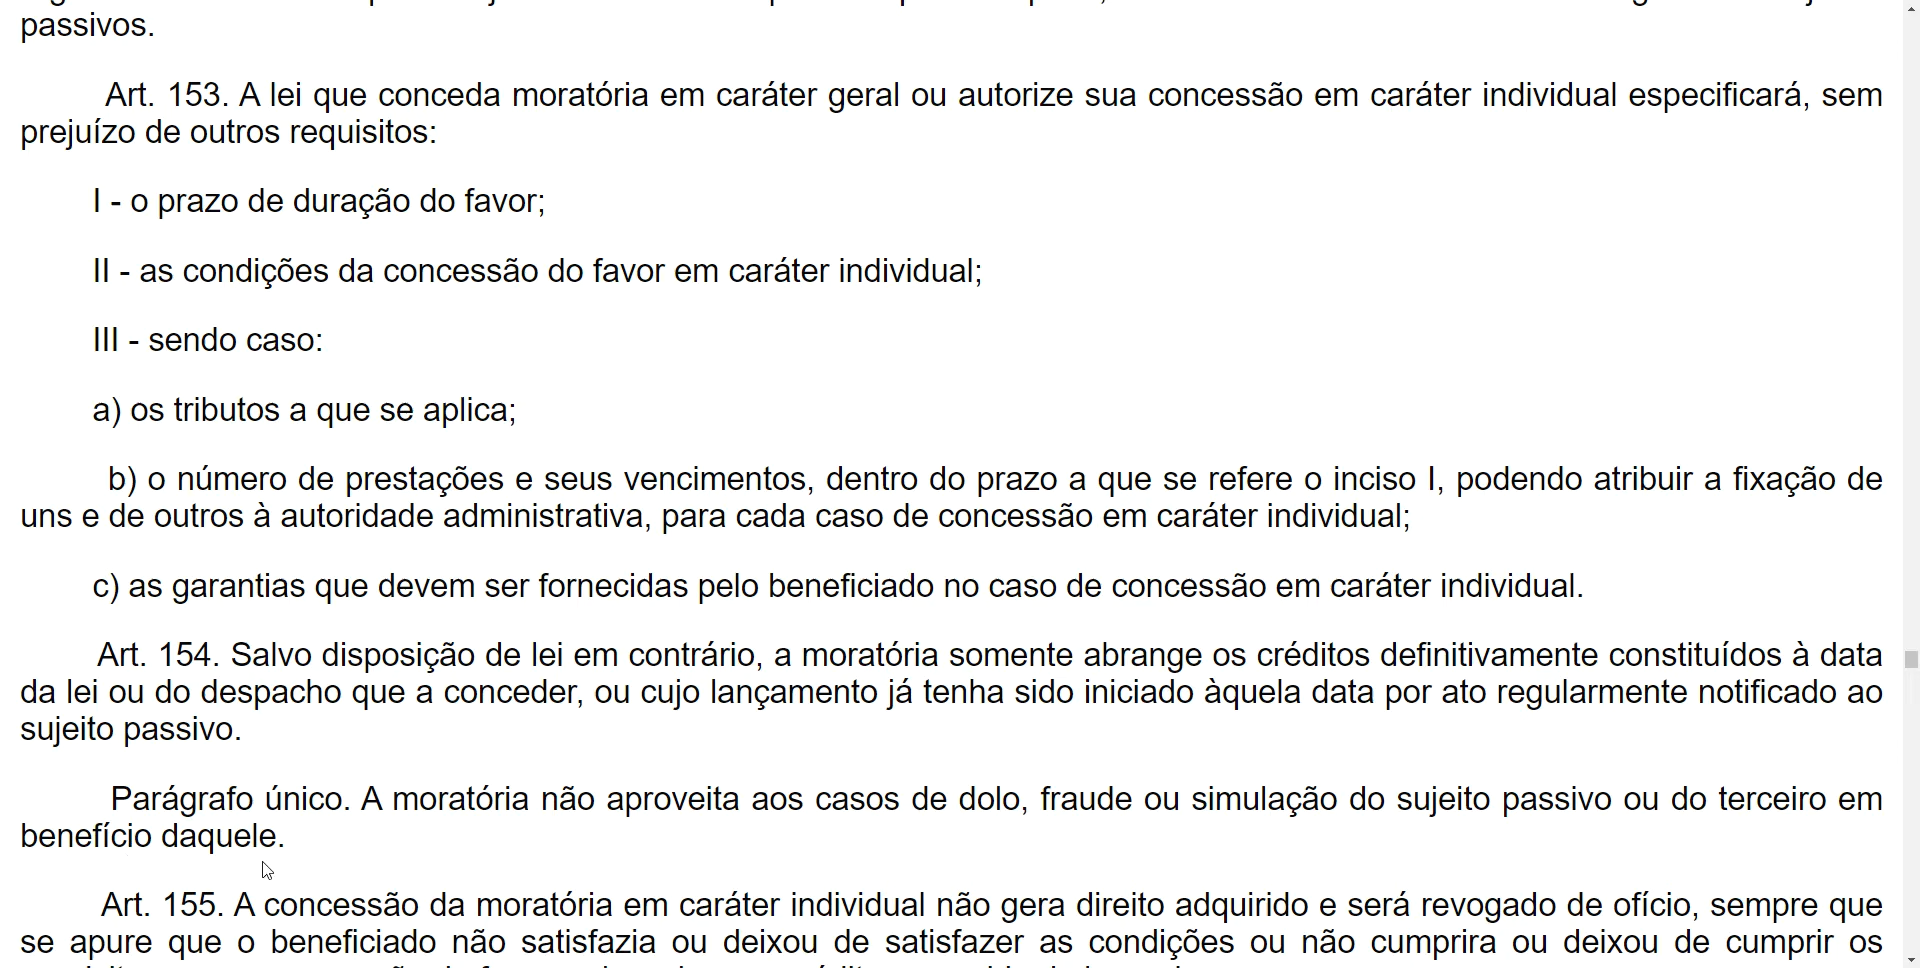 passivos.
Art. 153. A lei que conceda moratória em caráter geral ou autorize sua concessão em caráter individual especificará, sem
prejuízo de outros requisitos:
I - o prazo de duração do favor;
II - as condições da concessão do favor em caráter individual;
III - sendo caso:
a) os tributos a que se aplica;
b) o número de prestações e seus vencimentos, dentro do prazo a que se refere o inciso I, podendo atribuir a fixação de
uns e de outros à autoridade administrativa, para cada caso de concessão em caráter individual;
c) as garantias que devem ser fornecidas pelo beneficiado no caso de concessão em caráter individual.
Art. 154. Salvo disposição de lei em contrário, a moratória somente abrange os créditos definitivamente constituídos à data
da lei ou do despacho que a conceder, ou cujo lançamento já tenha sido iniciado àquela data por ato regularmente notificado ao
sujeito passivo.
Parágrafo único. A moratória não aproveita aos casos de dolo, fraude ou simulação do sujeito passivo ou do terceiro em
benefício daquele.
Art. 155. A concessão da moratória em caráter individual não gera direito adquirido e será revogado de ofício, sempre que
se apure que o beneficiado não satisfazia ou deixou de satisfazer as condições ou não cumprira ou deixou de cumprir os